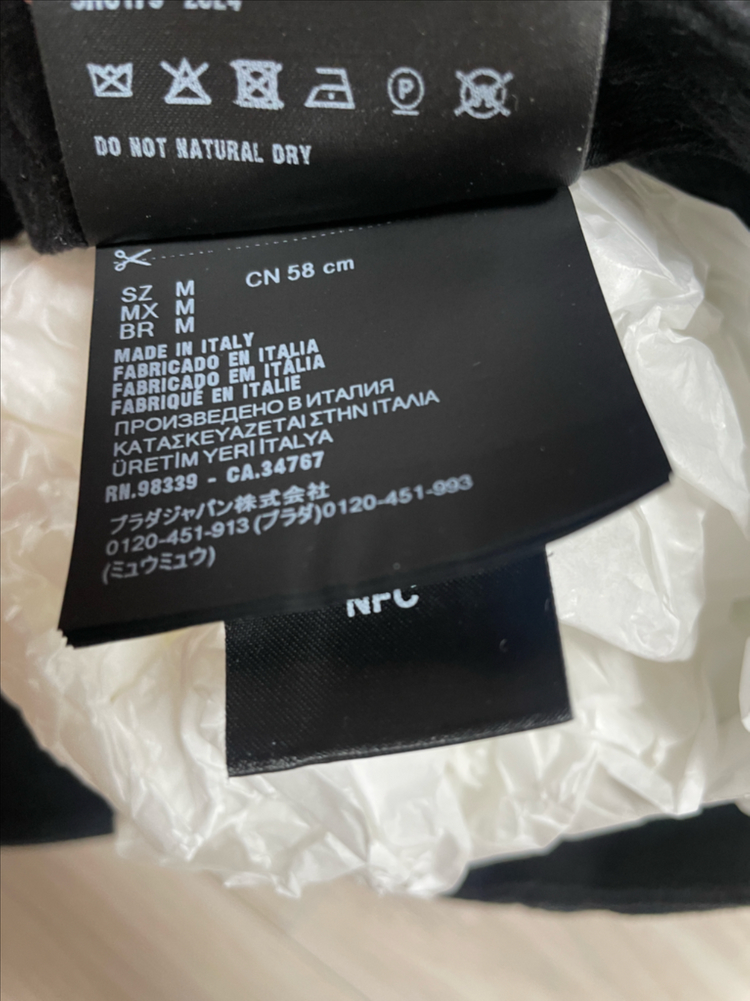 DO NOT NATURAL DRY
SZ M CN 58 cm
MX M
BR M
MADE IN ITALY
FABRICADO EN ITALIA
FABRICADO EM ITÁLIA
FABRIQUÉ EN ITALIE
ПРОИЗВЕДЕНО В ИТАЛИЯ
ΚΑΤΑΣΚΕΥΑΖΕΤΑΙ ΣΤΗΝ ΙΤΑΛΙΑ
ÜRETİM YERİ İTALYA
RN.98339 - CA.34767
プラダジャパン株式会社
0120-451-913 (プラダ)0120-451-993
(ミュウミュウ)
NFC